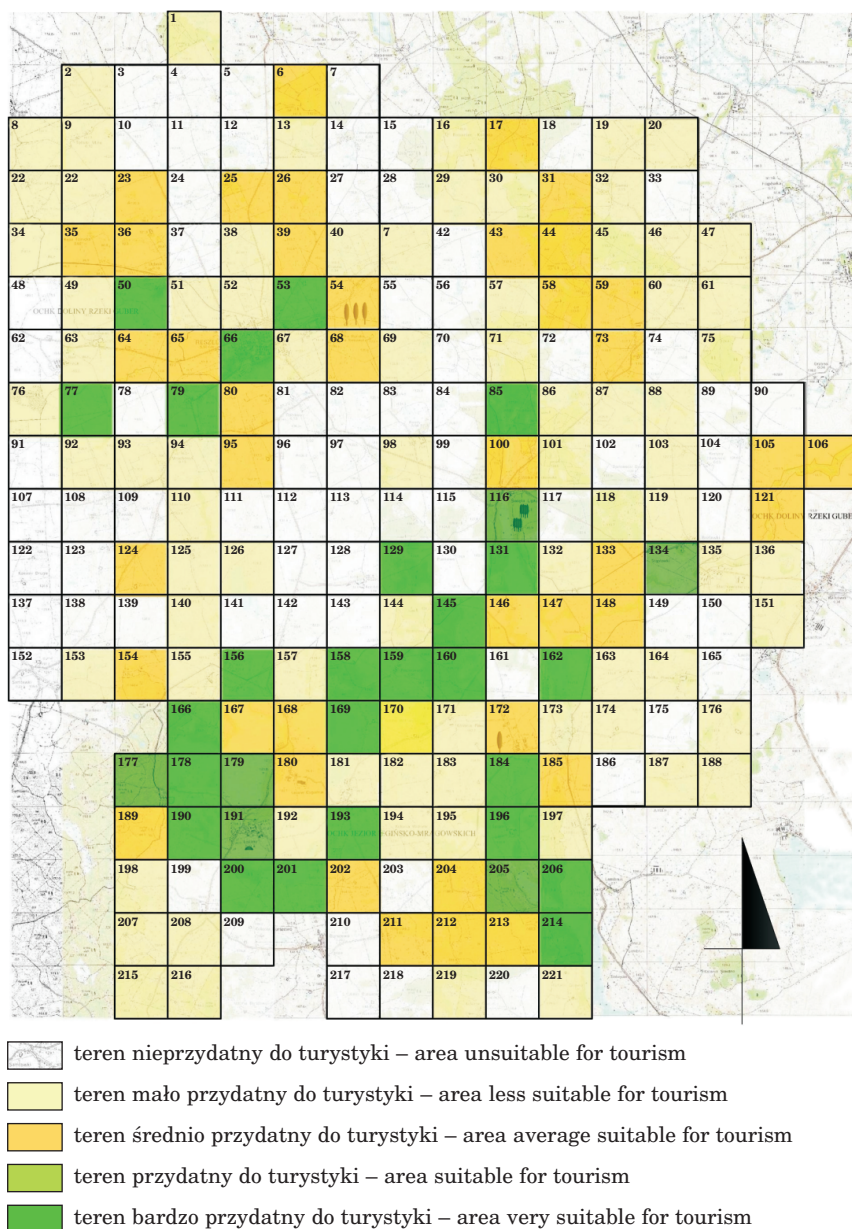 1
2 3 4 5 6 7
8 9 10 11 12 13 14 15 16 17 18 19 20
22 22 23 24 25 26 27 28 29 30 31 32 33
34 35 36 37 38 39 40 7 42 43 44 45 46 47
48 49 50 51 52 53 54 55 56 57 58 59 60 61
OCHK DOLINY RZEKI GUBER
62 63 64 65 66 67 68 69 70 71 72 73 74 75
76 77 78 79 80 81 82 83 84 85 86 87 88 89 90
91 92 93 94 95 96 97 98 99 100 101 102 103 104 105 106
107 108 109 110 111 112 113 114 115 116 117 118 119 120 121
OCHK DOLINY RZEKI GUBE
122 123 124 125 126 127 128 129 130 131 132 133 134 135 136
137 138 139 140 141 142 143 144 145 146 147 148 149 150 151
152 153 154 155 156 157 158 159 160 161 162 163 164 165
166 167 168 169 170 171 172 173 174 175 176
177 178 179 180 181 182 183 184 185 186 187 188
189 190 191 192 193 194 195 196 197
198 199 200 201 202 203 204 205 206
207 208 209 210 211 212 213 214
215 216 217 218 219 220 221
teren nieprzydatny do turystyki – area unsuitable for tourism
teren mało przydatny do turystyki – area less suitable for tourism
teren średnio przydatny do turystyki – area average suitable for tourism
teren przydatny do turystyki – area suitable for tourism
teren bardzo przydatny do turystyki – area very suitable for tourism